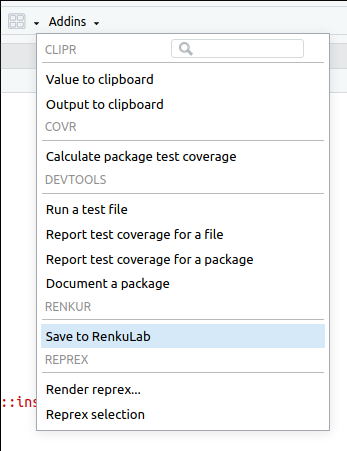 Addins
CLIPR
Value to clipboard
Output to clipboard
COVR
Calculate package test coverage
DEVTOOLS
Run a test file
Report test coverage for a file
Report test coverage for a package
Document a package
RENKUR
Save to RenkuLab
REPREX
Render reprex...
::ins
Reprex selection